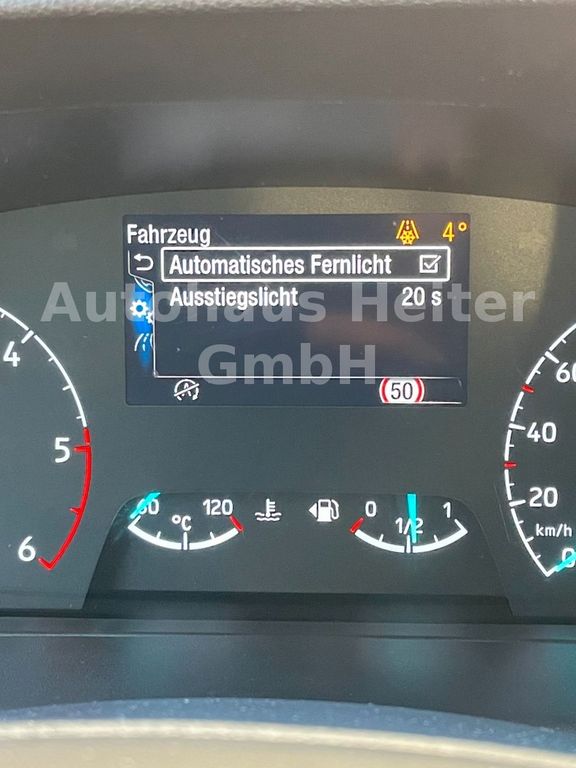 Fahrzeug 4°
Automatisches Fernlicht
Ausstiegslicht 20 s
Autohaus Heiter
GmbH
50
4
5
6
60
40
20
0
km/h
60 120
°C
0 1/2 1